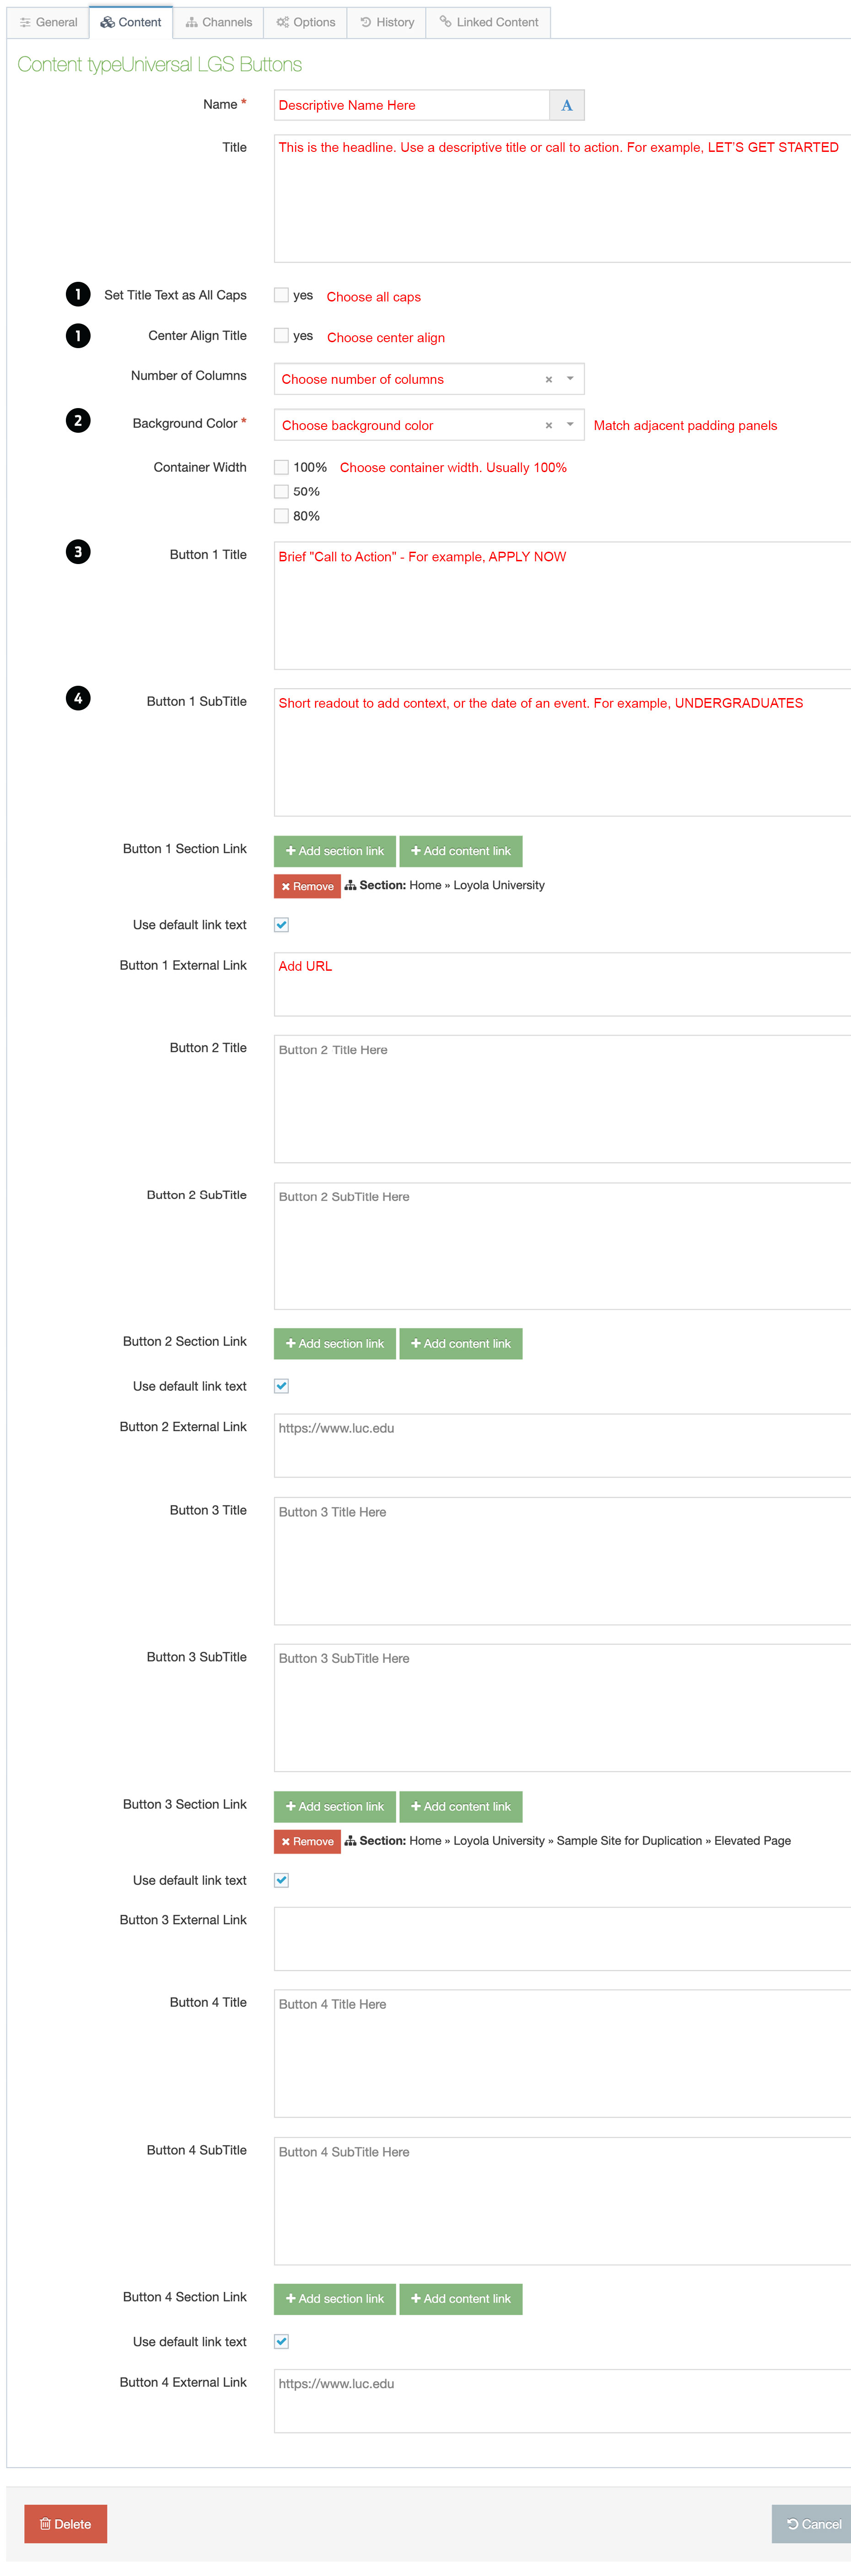 General Content Channels Options History Linked Content
Content typeUniversal LGS Buttons
Name * Descriptive Name Here A
Title This is the headline. Use a descriptive title or call to action. For example, LET'S GET STARTED
1 Set Title Text as All Caps yes Choose all caps
1 Center Align Title yes Choose center align
Number of Columns Choose number of columns ×
2 Background Color * Choose background color × Match adjacent padding panels
Container Width 100% Choose container width. Usually 100%
50%
80%
3 Button 1 Title Brief "Call to Action" - For example, APPLY NOW
4 Button 1 SubTitle Short readout to add context, or the date of an event. For example, UNDERGRADUATES
Button 1 Section Link + Add section link + Add content link
× Remove Section: Home » Loyola University
Use default link text
Button 1 External Link Add URL
Button 2 Title Button 2 Title Here
Button 2 SubTitle Button 2 SubTitle Here
Button 2 Section Link + Add section link + Add content link
Use default link text
Button 2 External Link https://www.luc.edu
Button 3 Title Button 3 Title Here
Button 3 SubTitle Button 3 SubTitle Here
Button 3 Section Link + Add section link + Add content link
× Remove Section: Home » Loyola University » Sample Site for Duplication » Elevated Page
Use default link text
Button 3 External Link
Button 4 Title Button 4 Title Here
Button 4 SubTitle Button 4 SubTitle Here
Button 4 Section Link + Add section link + Add content link
Use default link text
Button 4 External Link https://www.luc.edu
Delete Cancel